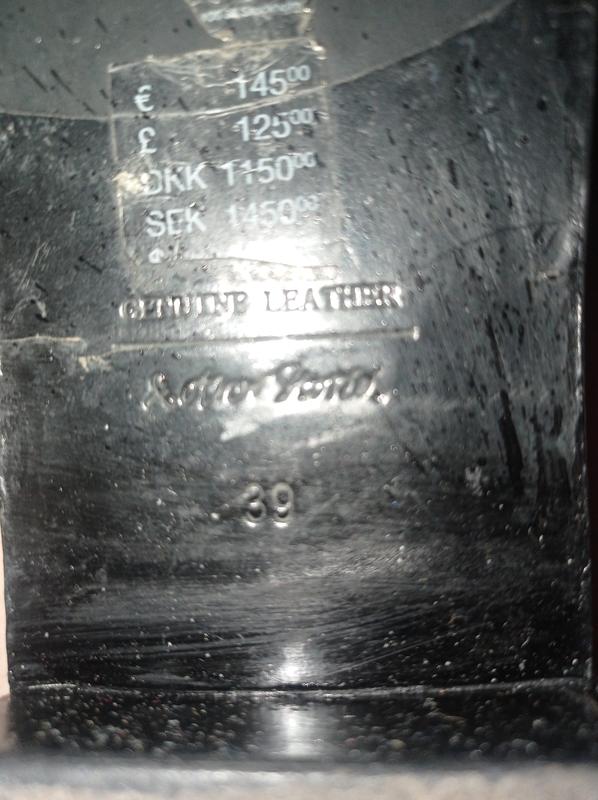 € 145⁰⁰
£ 125⁰⁰
DKK 1150⁰⁰
SEK 1450⁰⁰
GENUINE LEATHER
39